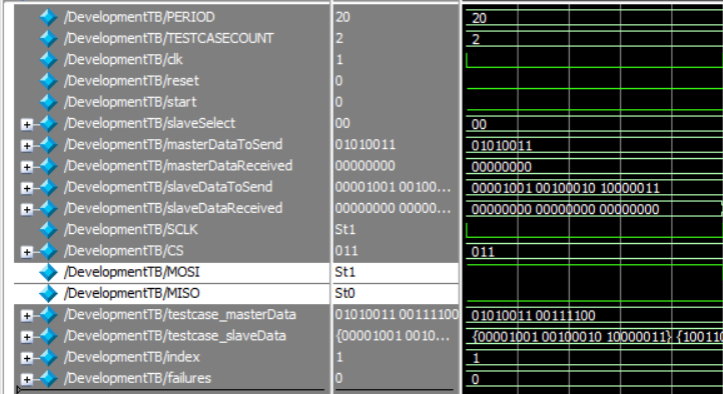 /DevelopmentTB/PERIOD 20 20
/DevelopmentTB/TESTCASECOUNT 2 2
/DevelopmentTB/clk 1
/DevelopmentTB/reset 0
/DevelopmentTB/start 0
/DevelopmentTB/slaveSelect 00 00
/DevelopmentTB/masterDataToSend 01010011 01010011
/DevelopmentTB/masterDataReceived 00000000 00000000
/DevelopmentTB/slaveDataToSend 00001001 00100... 00001001 00100010 10000011
/DevelopmentTB/slaveDataReceived 00000000 00000... 00000000 00000000 00000000
/DevelopmentTB/SCLK St1
/DevelopmentTB/CS 011 011
/DevelopmentTB/MOSI St1
/DevelopmentTB/MISO St0
/DevelopmentTB/testcase_masterData 01010011 00111100 01010011 00111100
/DevelopmentTB/testcase_slaveData {00001001 0010... {00001001 00100010 10000011} {100110
/DevelopmentTB/index 1 1
/DevelopmentTB/failures 0 0